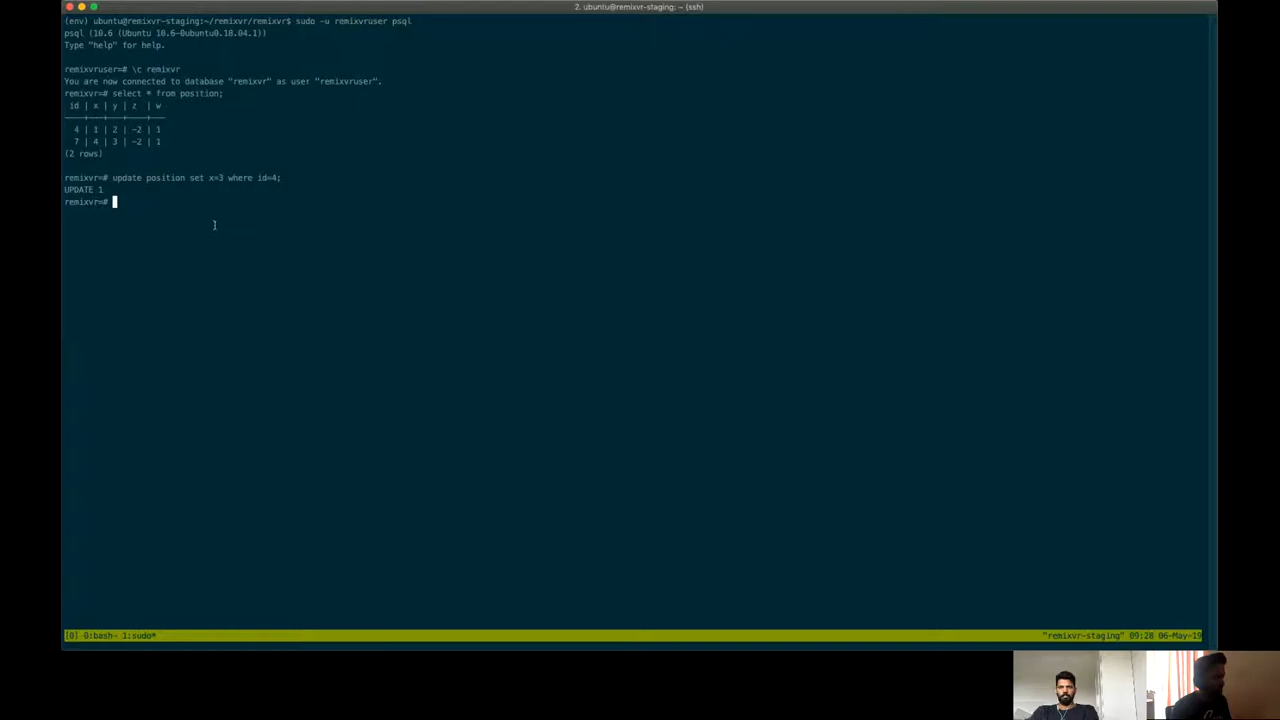 2. ubuntu@remixvr-staging: ~ (ssh)
(env) ubuntu@remixvr-staging:~/remixvr/remixvr$ sudo -u remixvruser psql
psql (10.6 (Ubuntu 10.6-0ubuntu0.18.04.1))
Type "help" for help.
remixvruser=# \c remixvr
You are now connected to database "remixvr" as user "remixvruser".
remixvr=# select * from position;
id | x | y | z | w
----+---+---+----+---
4 | 1 | 2 | -2 | 1
7 | 4 | 3 | -2 | 1
(2 rows)
remixvr=# update position set x=3 where id=4;
UPDATE 1
remixvr=#
[0] 0:bash- 1:sudo* "remixvr-staging" 09:28 06-May-19